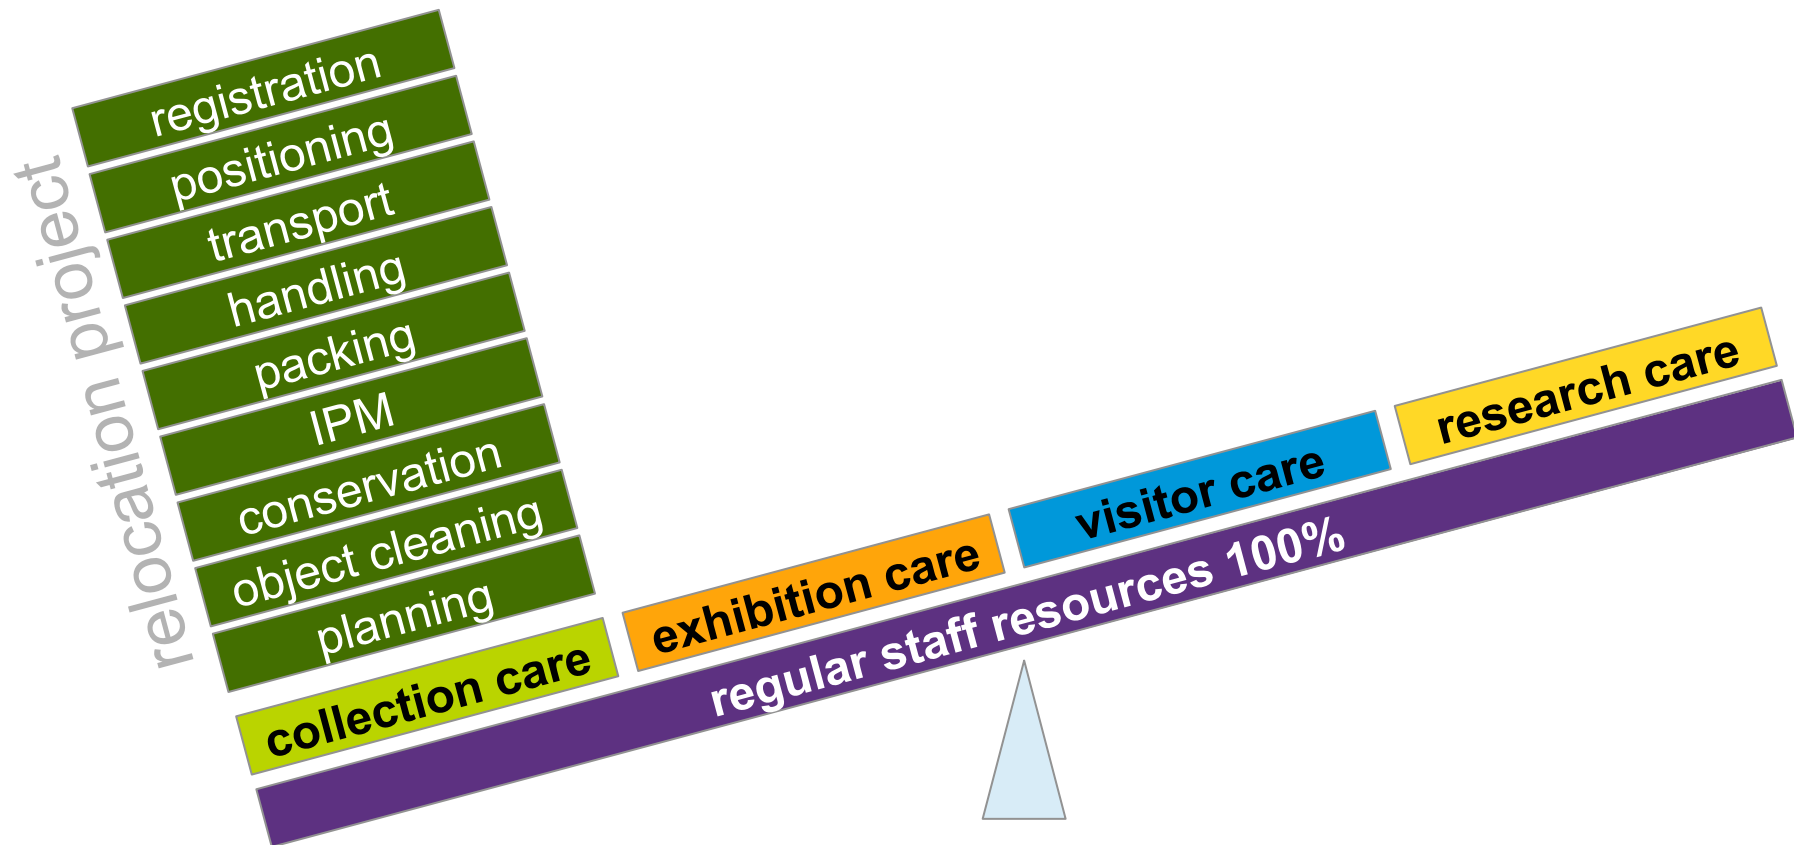 relocation project
registration
positioning
transport
handling
packing
IPM
conservation
object cleaning
planning
collection care
exhibition care
visitor care
research care
regular staff resources 100%